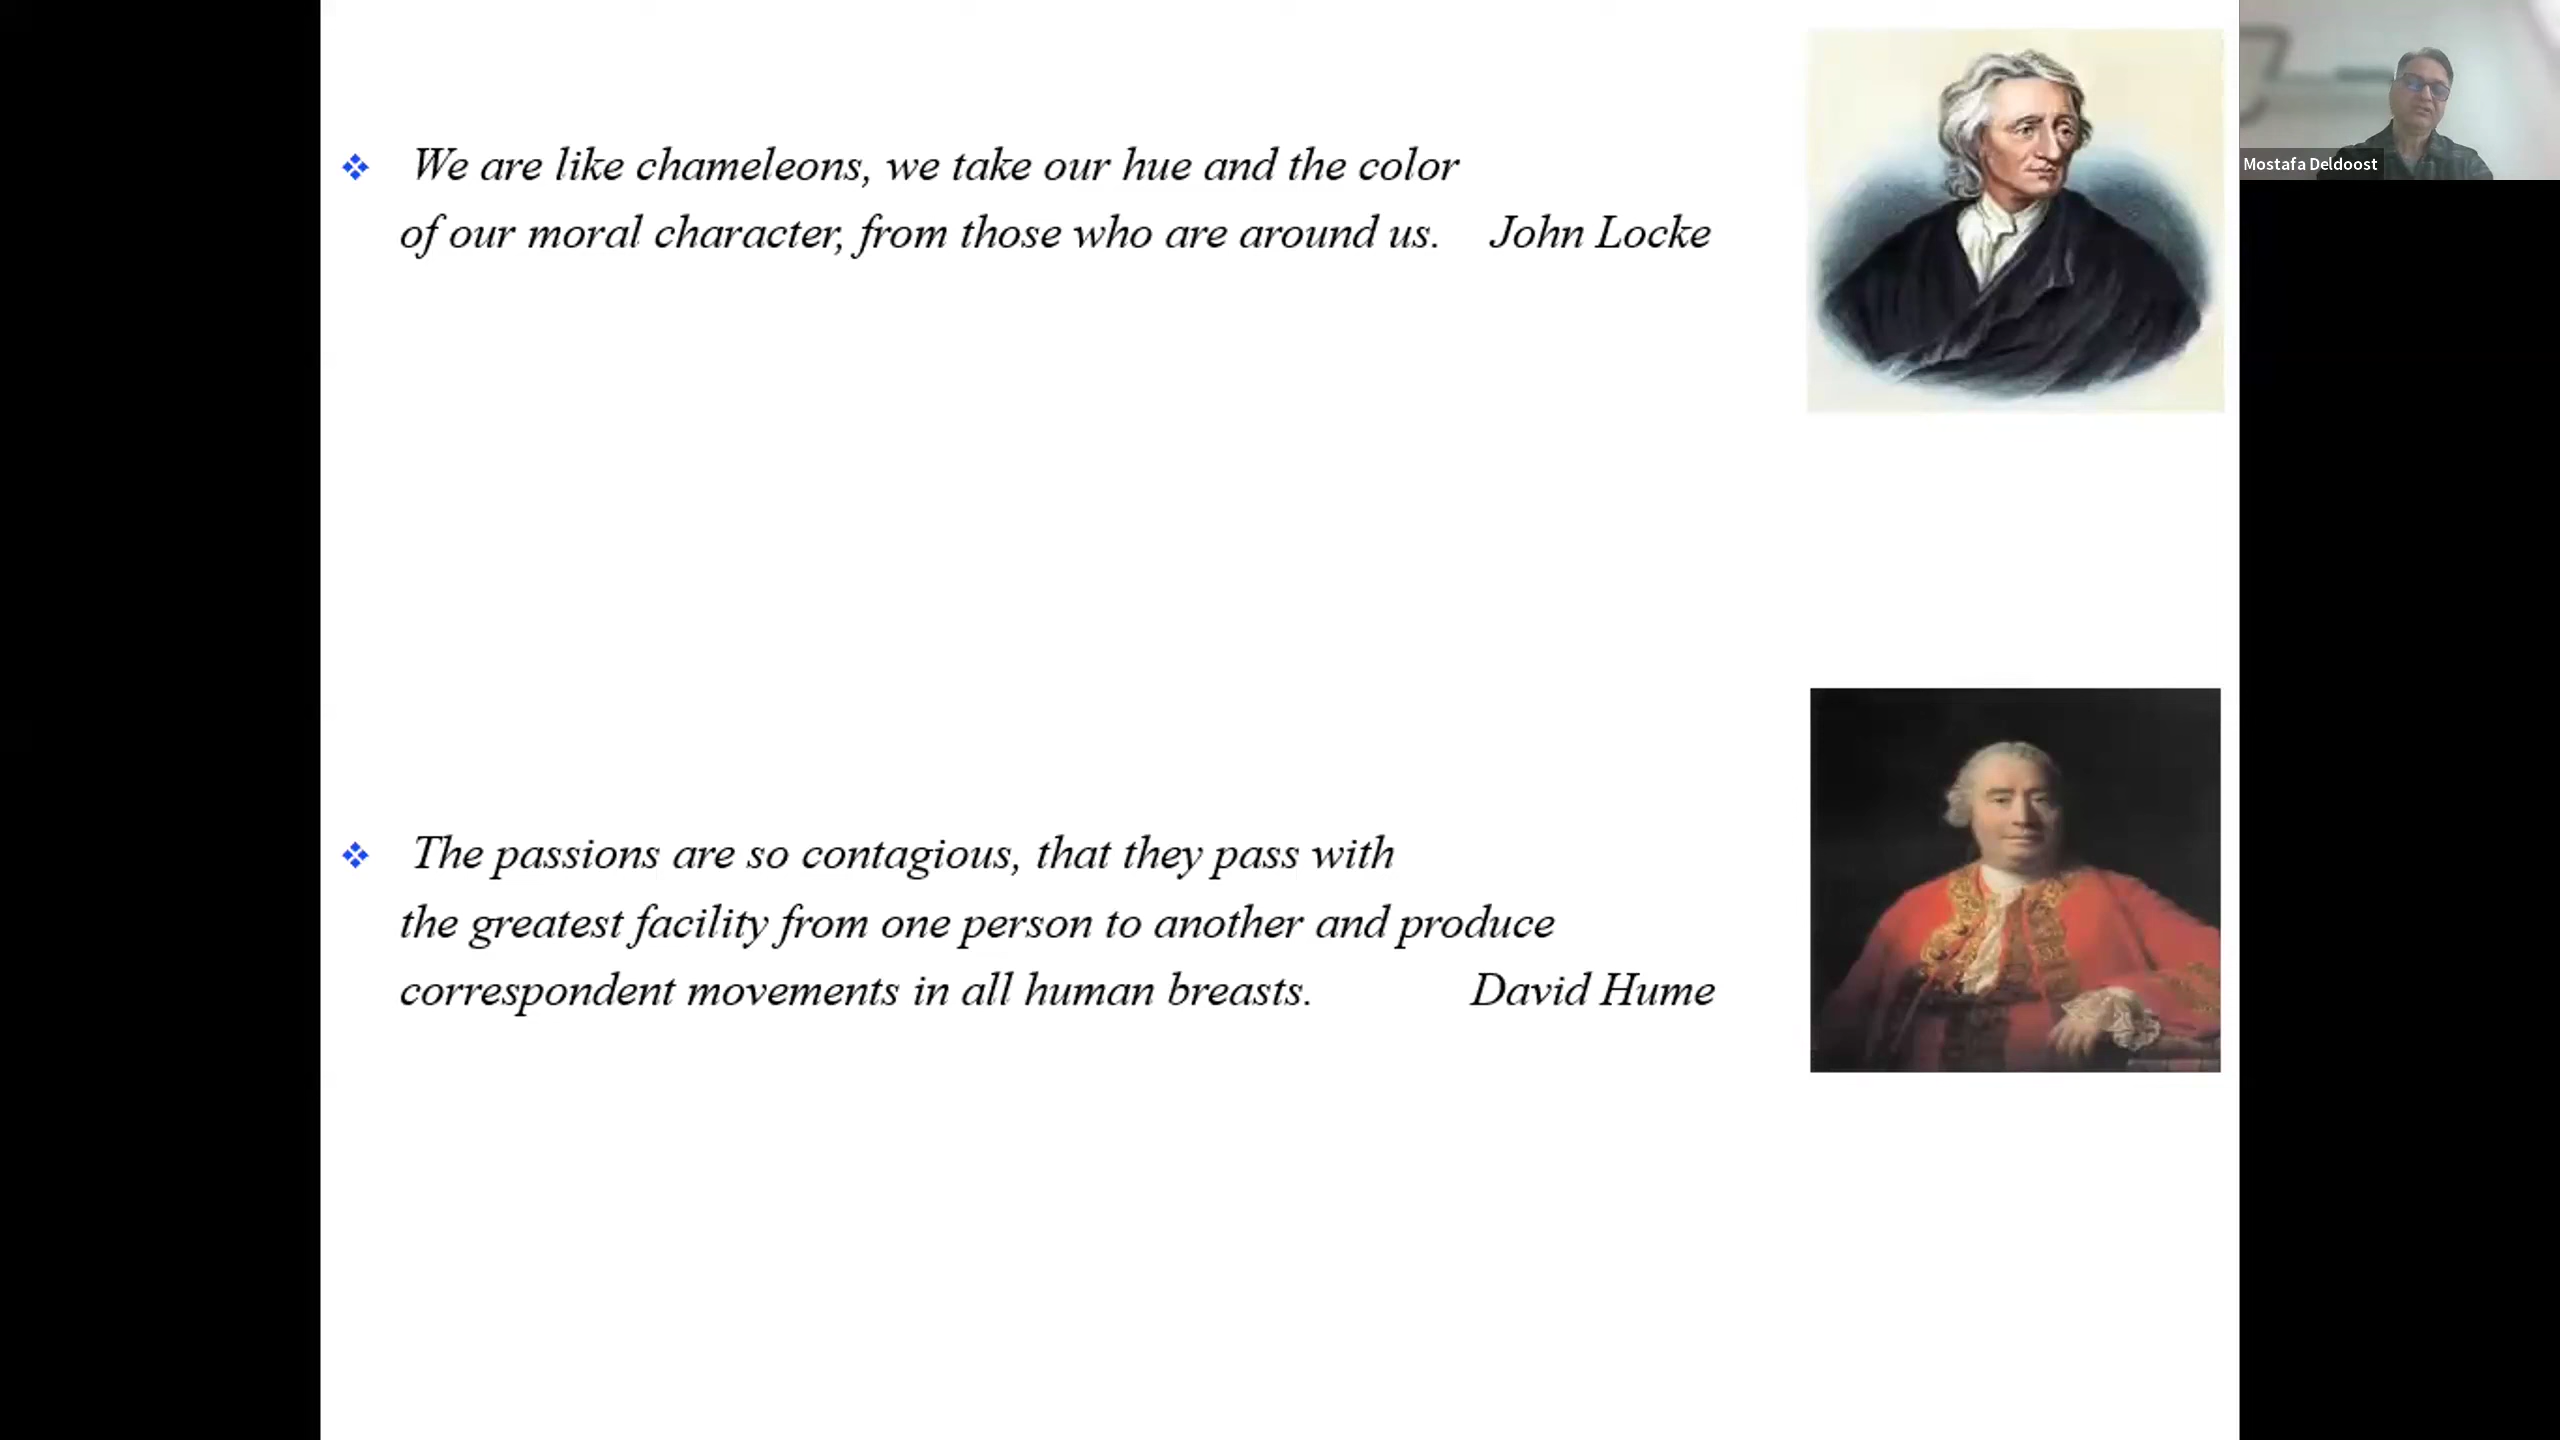 We are like chameleons, we take our hue and the color
of our moral character, from those who are around us. John Locke
Mostafa Deldoost
The passions are so contagious, that they pass with
the greatest facility from one person to another and produce
correspondent movements in all human breasts. David Hume